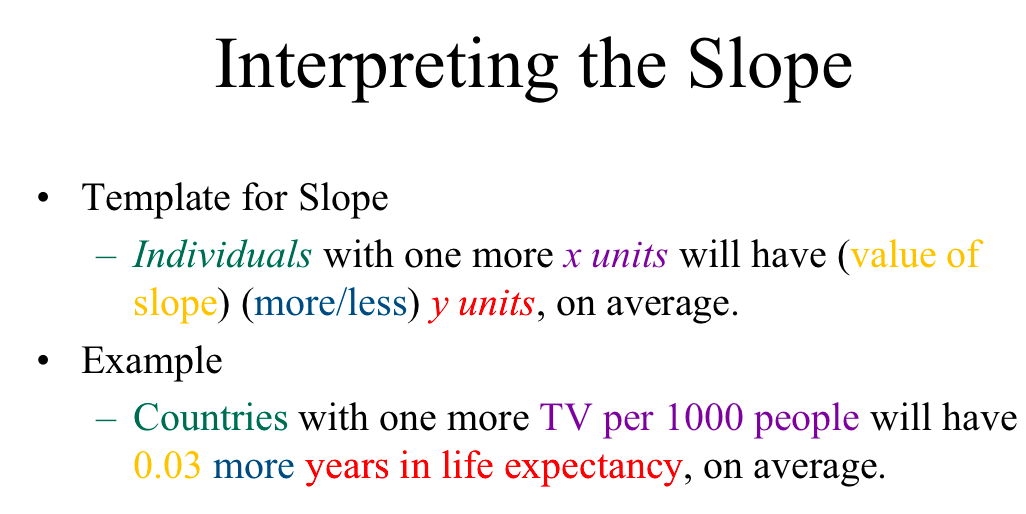 Interpreting the Slope
• Template for Slope
– Individuals with one more x units will have (value of
slope) (more/less) y units, on average.
• Example
– Countries with one more TV per 1000 people will have
0.03 more years in life expectancy, on average.